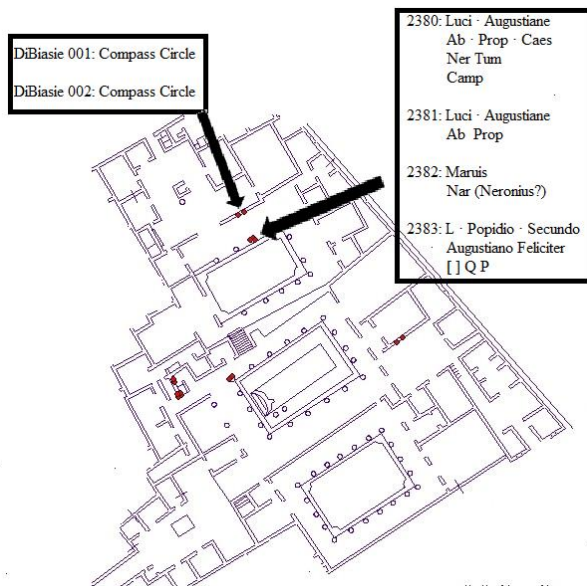 DiBiasie 001: Compass Circle
DiBiasie 002: Compass Circle
2380: Luci · Augustiane
Ab · Prop · Caes
Ner Tum
Camp
2381: Luci · Augustiane
Ab Prop
2382: Maruis
Nar (Neronius?)
2383: L · Popidio · Secundo
Augustiano Feliciter
[ ] Q P